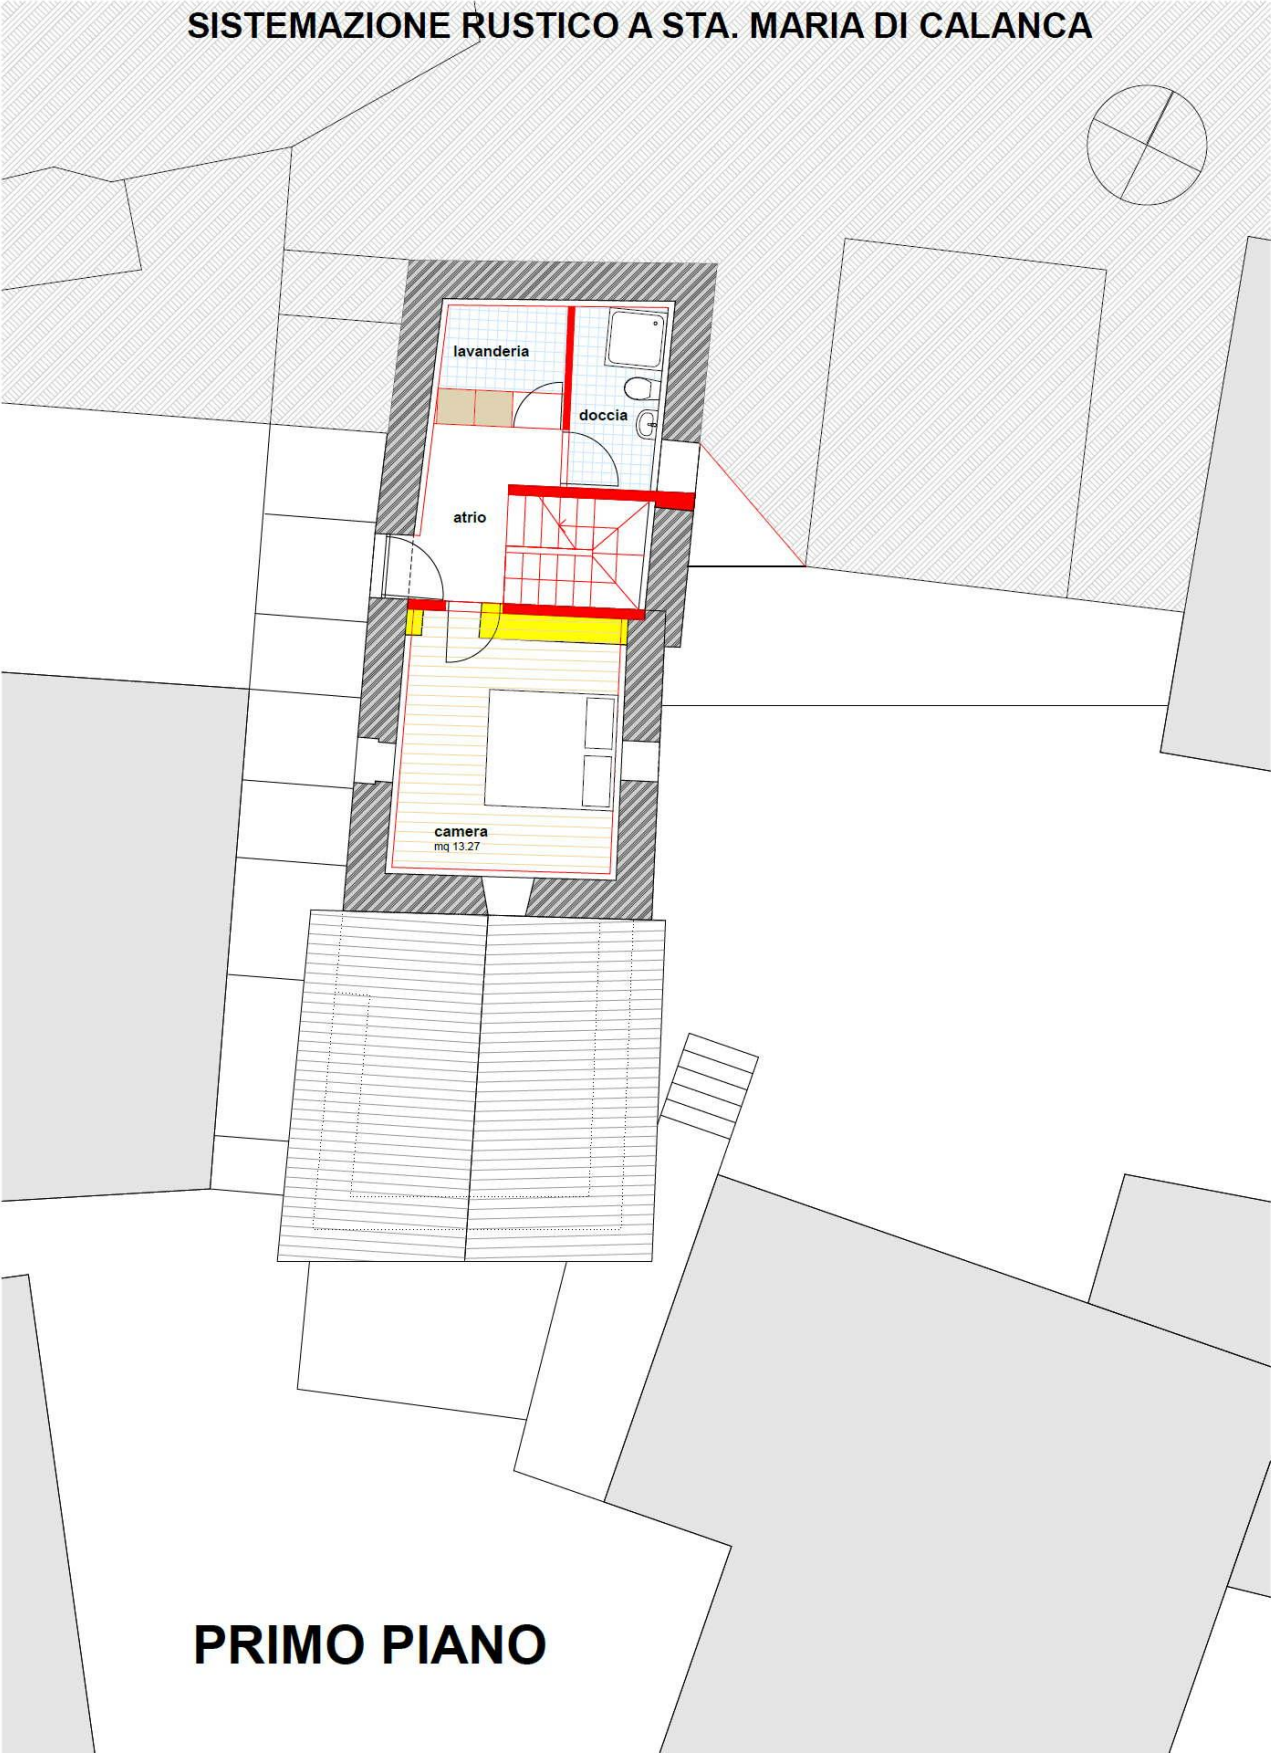 SISTEMAZIONE RUSTICO A STA. MARIA DI CALANCA
lavanderia
doccia
atrio
camera
mq 13.27
PRIMO PIANO